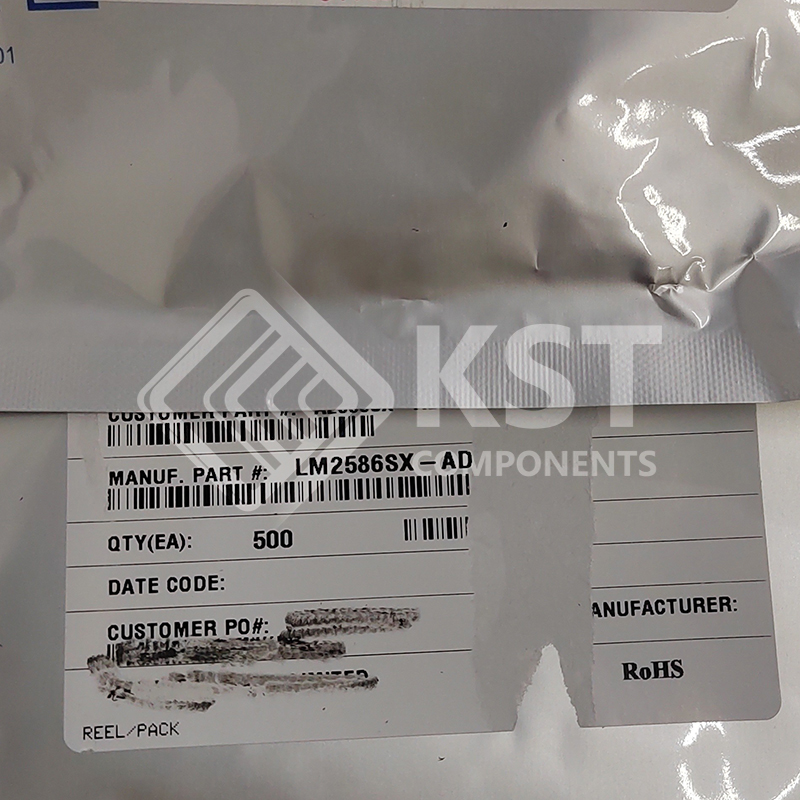 01
KST
COMPONENTS
CUSTOMER PART #:
MANUF. PART #: LM2586SX-AD
QTY(EA): 500
DATE CODE:
CUSTOMER PO#:
ANUFACTURER:
RoHS
REEL/PACK